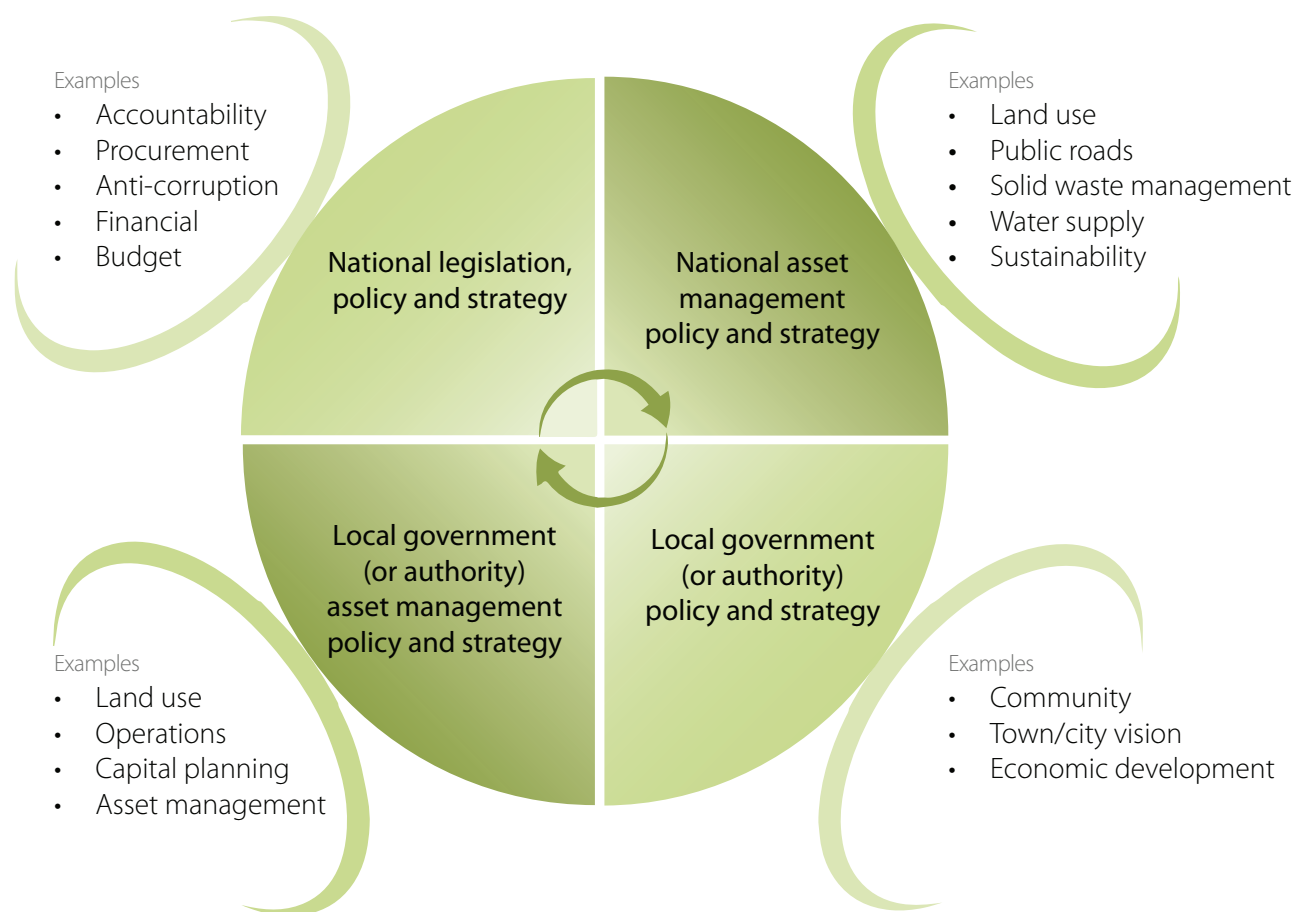 Examples
• Accountability
• Procurement
• Anti-corruption
• Financial
• Budget
Examples
• Land use
• Public roads
• Solid waste management
• Water supply
• Sustainability
National legislation,
policy and strategy
National asset
management
policy and strategy
Local government
(or authority)
asset management
policy and strategy
Local government
(or authority)
policy and strategy
Examples
• Land use
• Operations
• Capital planning
• Asset management
Examples
• Community
• Town/city vision
• Economic development